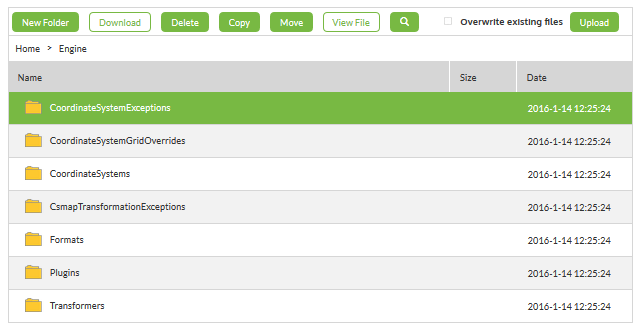 New Folder Download Delete Copy Move View File Overwrite existing files Upload
Home > Engine
Name Size Date
CoordinateSystemExceptions 2016-1-14 12:25:24
CoordinateSystemGridOverrides 2016-1-14 12:25:24
CoordinateSystems 2016-1-14 12:25:24
CsmapTransformationExceptions 2016-1-14 12:25:24
Formats 2016-1-14 12:25:24
Plugins 2016-1-14 12:25:24
Transformers 2016-1-14 12:25:24